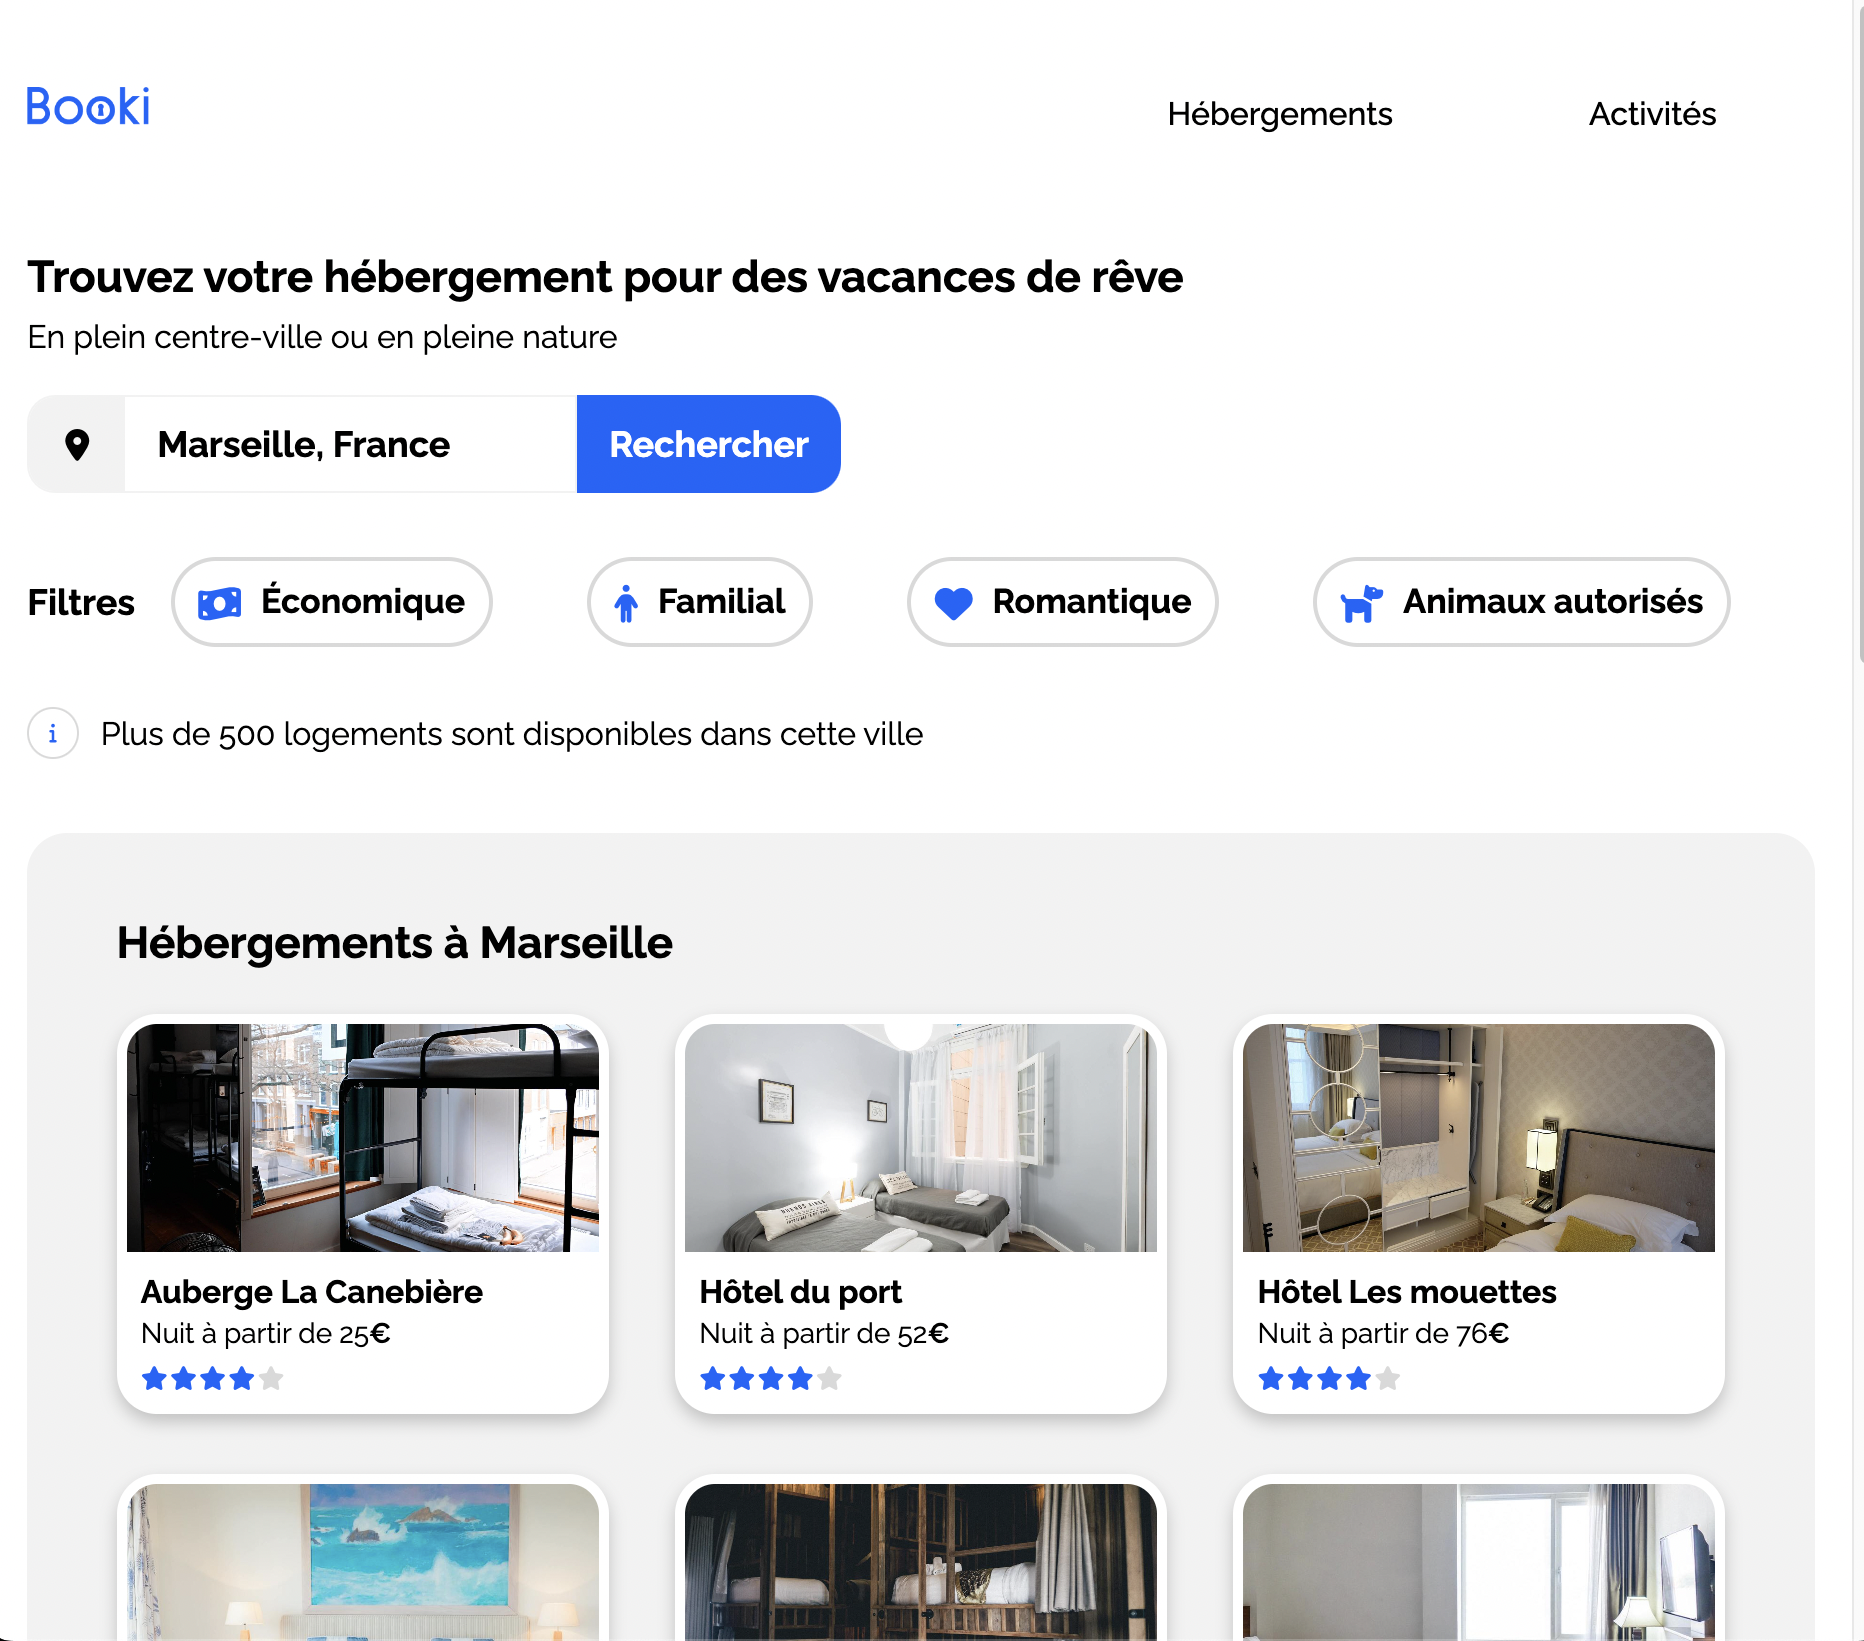 Booki
Hébergements
Activités
Trouvez votre hébergement pour des vacances de rêve
En plein centre-ville ou en pleine nature
Marseille, France
Rechercher
Filtres
Économique
Familial
Romantique
Animaux autorisés
i
Plus de 500 logements sont disponibles dans cette ville
Hébergements à Marseille
Auberge La Canebière
Nuit à partir de 25€
Hôtel du port
Nuit à partir de 52€
Hôtel Les mouettes
Nuit à partir de 76€